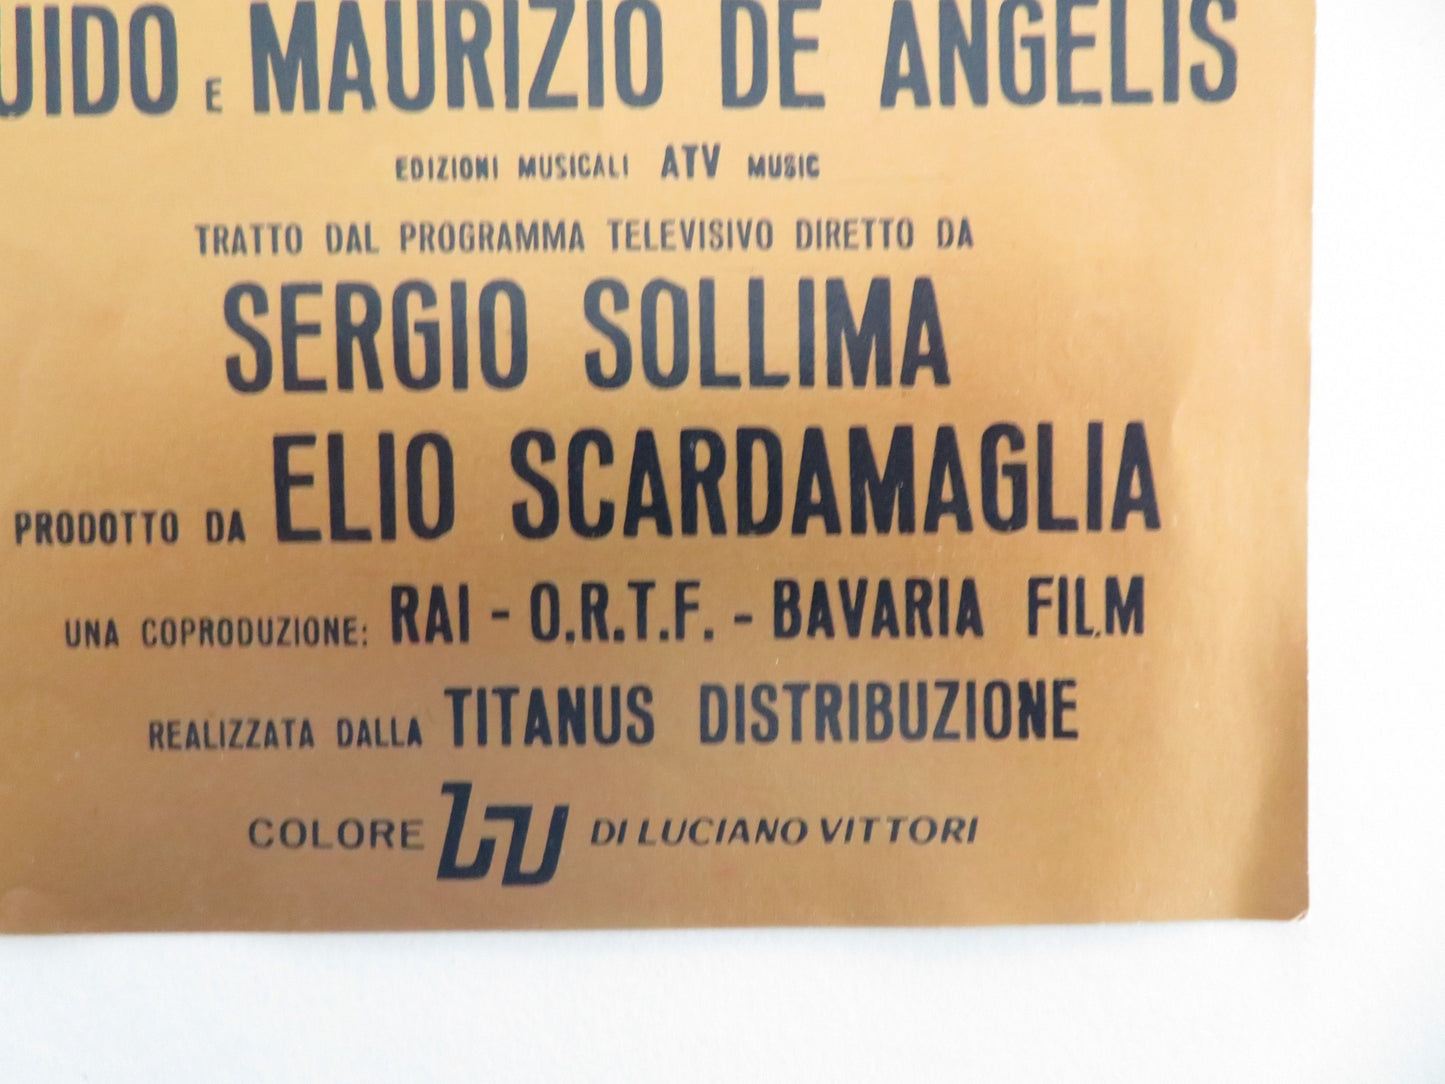 UIDO E MAURIZIO DE ANGELIS
EDIZIONI MUSICALI ATV MUSIC
TRATTO DAL PROGRAMMA TELEVISIVO DIRETTO DA
SERGIO SOLLIMA
PRODOTTO DA ELIO SCARDAMAGLIA
UNA COPRODUZIONE: RAI - O.R.T.F. - BAVARIA FILM
REALIZZATA DALLA TITANUS DISTRIBUZIONE
COLORE LV DI LUCIANO VITTORI